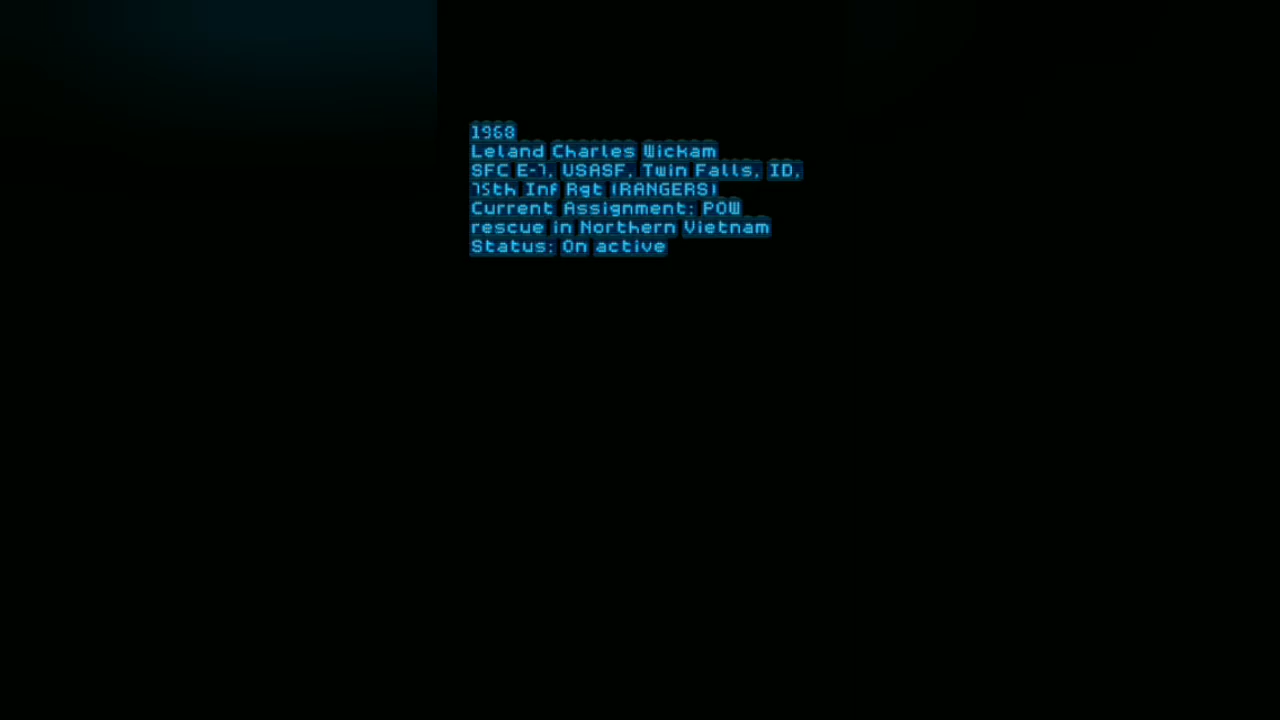 1968
Leland Charles Wickam
SFC E-7, USASF, Twin Falls, ID,
75th Inf Rgt (RANGERS)
Current Assignment: POW
rescue in Northern Vietnam
Status: On active